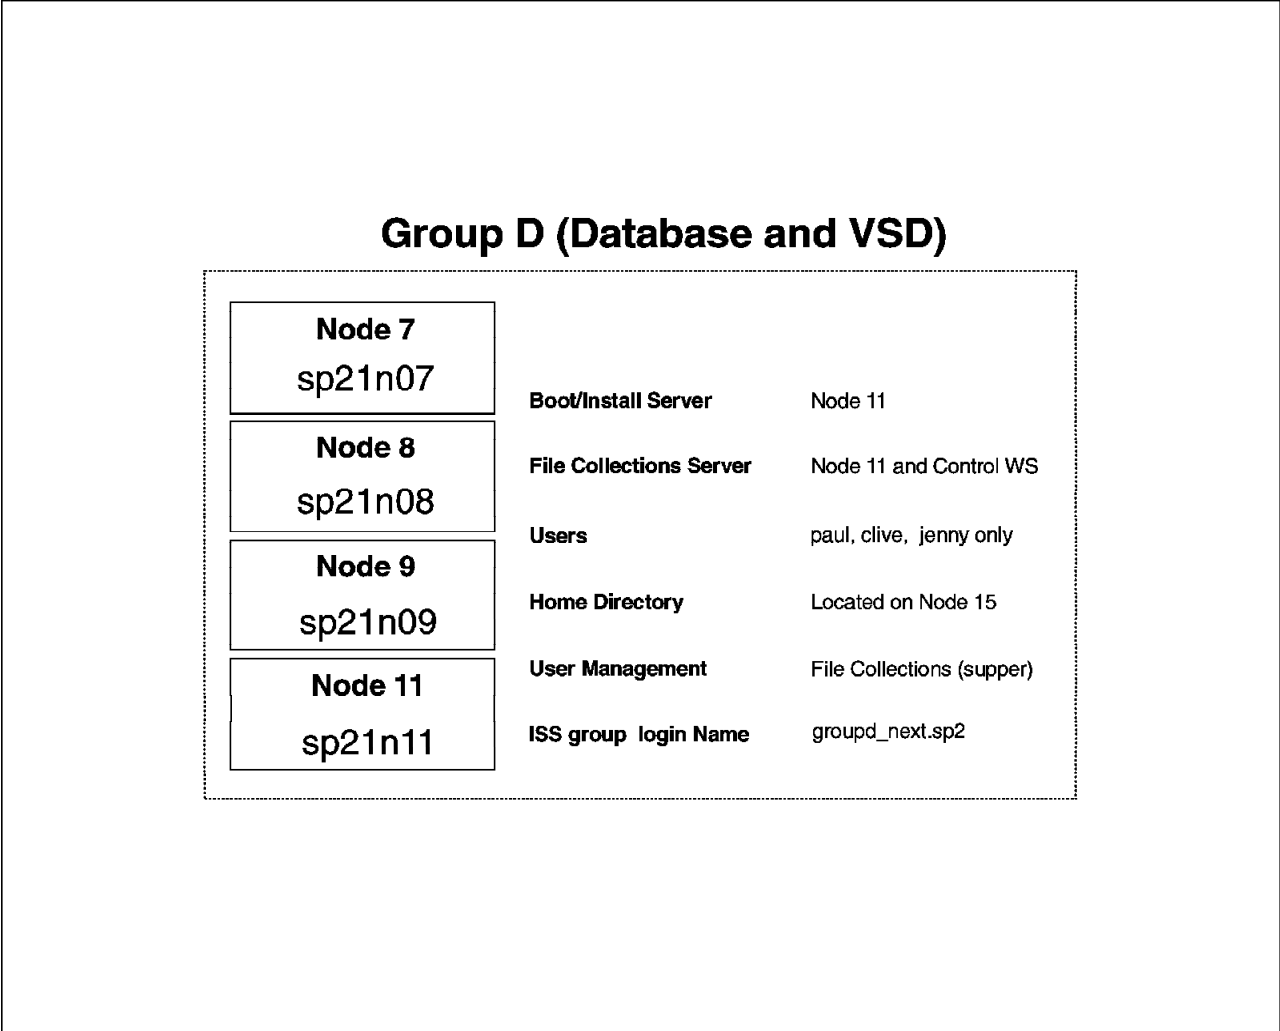 Group D (Database and VSD)
Node 7
sp21n07
Node 8
sp21n08
Node 9
sp21n09
Node 11
sp21n11
Boot/Install Server Node 11
File Collections Server Node 11 and Control WS
Users paul, clive, jenny only
Home Directory Located on Node 15
User Management File Collections (supper)
ISS group login Name groupd_next.sp2